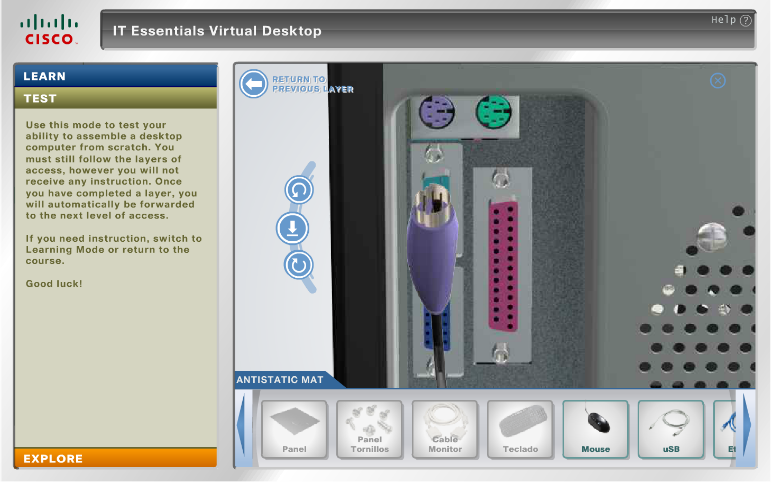 CISCO
IT Essentials Virtual Desktop
Help ?
LEARN
TEST
Use this mode to test your
ability to assemble a desktop
computer from scratch. You
must still follow the layers of
access, however you will not
receive any instruction. Once
you have completed a layer, you
will automatically be forwarded
to the next level of access.
If you need instruction, switch to
Learning Mode or return to the
course.
Good luck!
EXPLORE
RETURN TO
PREVIOUS LAYER
ANTISTATIC MAT
Panel
Panel
Tornillos
Cable
Monitor
Teclado
Mouse
uSB
Et